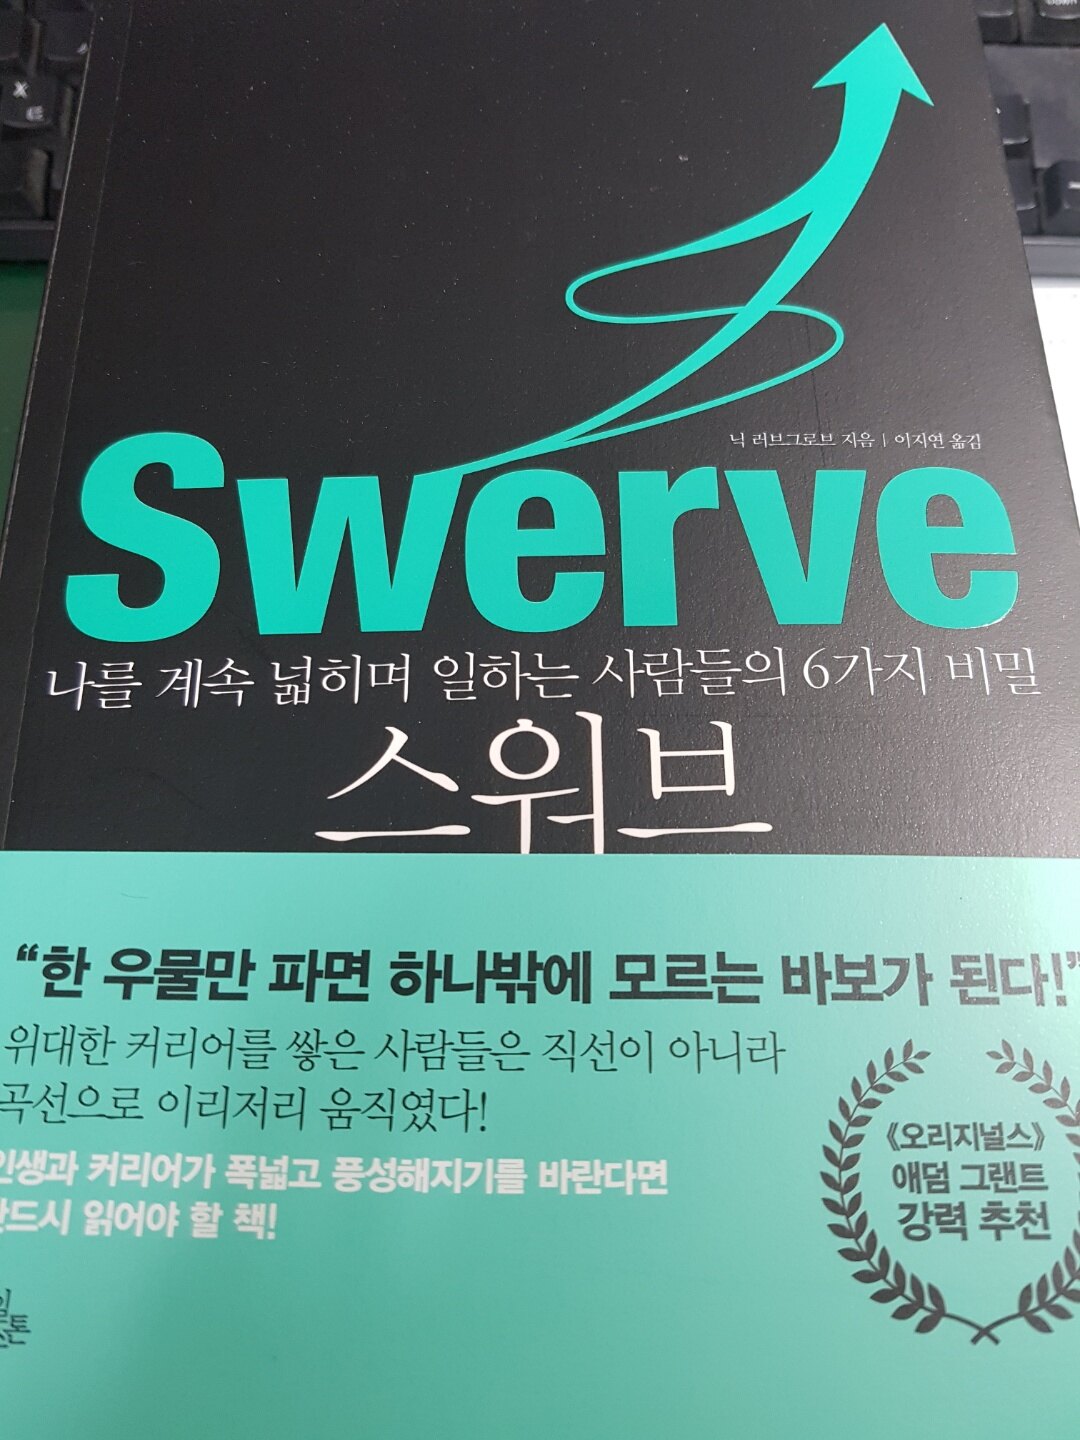 닉 러브그로브 지음 | 이지연 옮김
Swerve
나를 계속 넓히며 일하는 사람들의 6가지 비밀
스워브
“한 우물만 파면 하나밖에 모르는 바보가 된다!”
위대한 커리어를 쌓은 사람들은 직선이 아니라
곡선으로 이리저리 움직였다!
인생과 커리어가 폭넓고 풍성해지기를 바란다면
반드시 읽어야 할 책!
《오리지널스》
애덤 그랜트
강력 추천